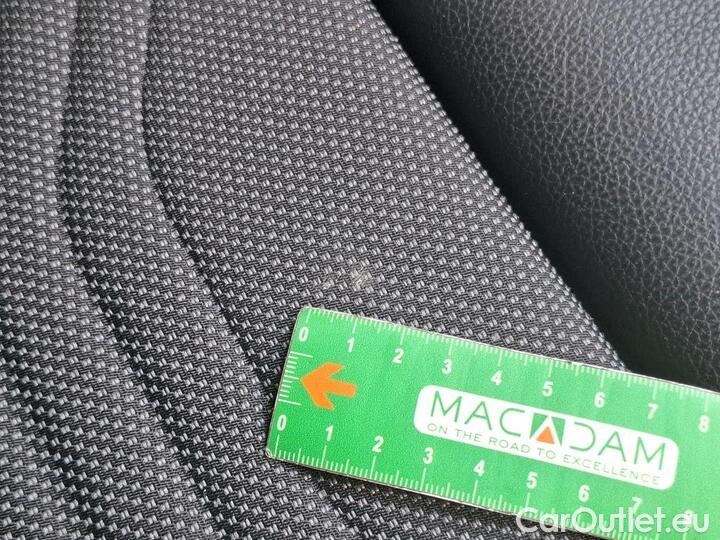 0 1 2 3 4 5 6 7 8
MACADAM
ON THE ROAD TO EXCELLENCE
0 1 2 3 4 5 6 7 8
CarOutlet.eu